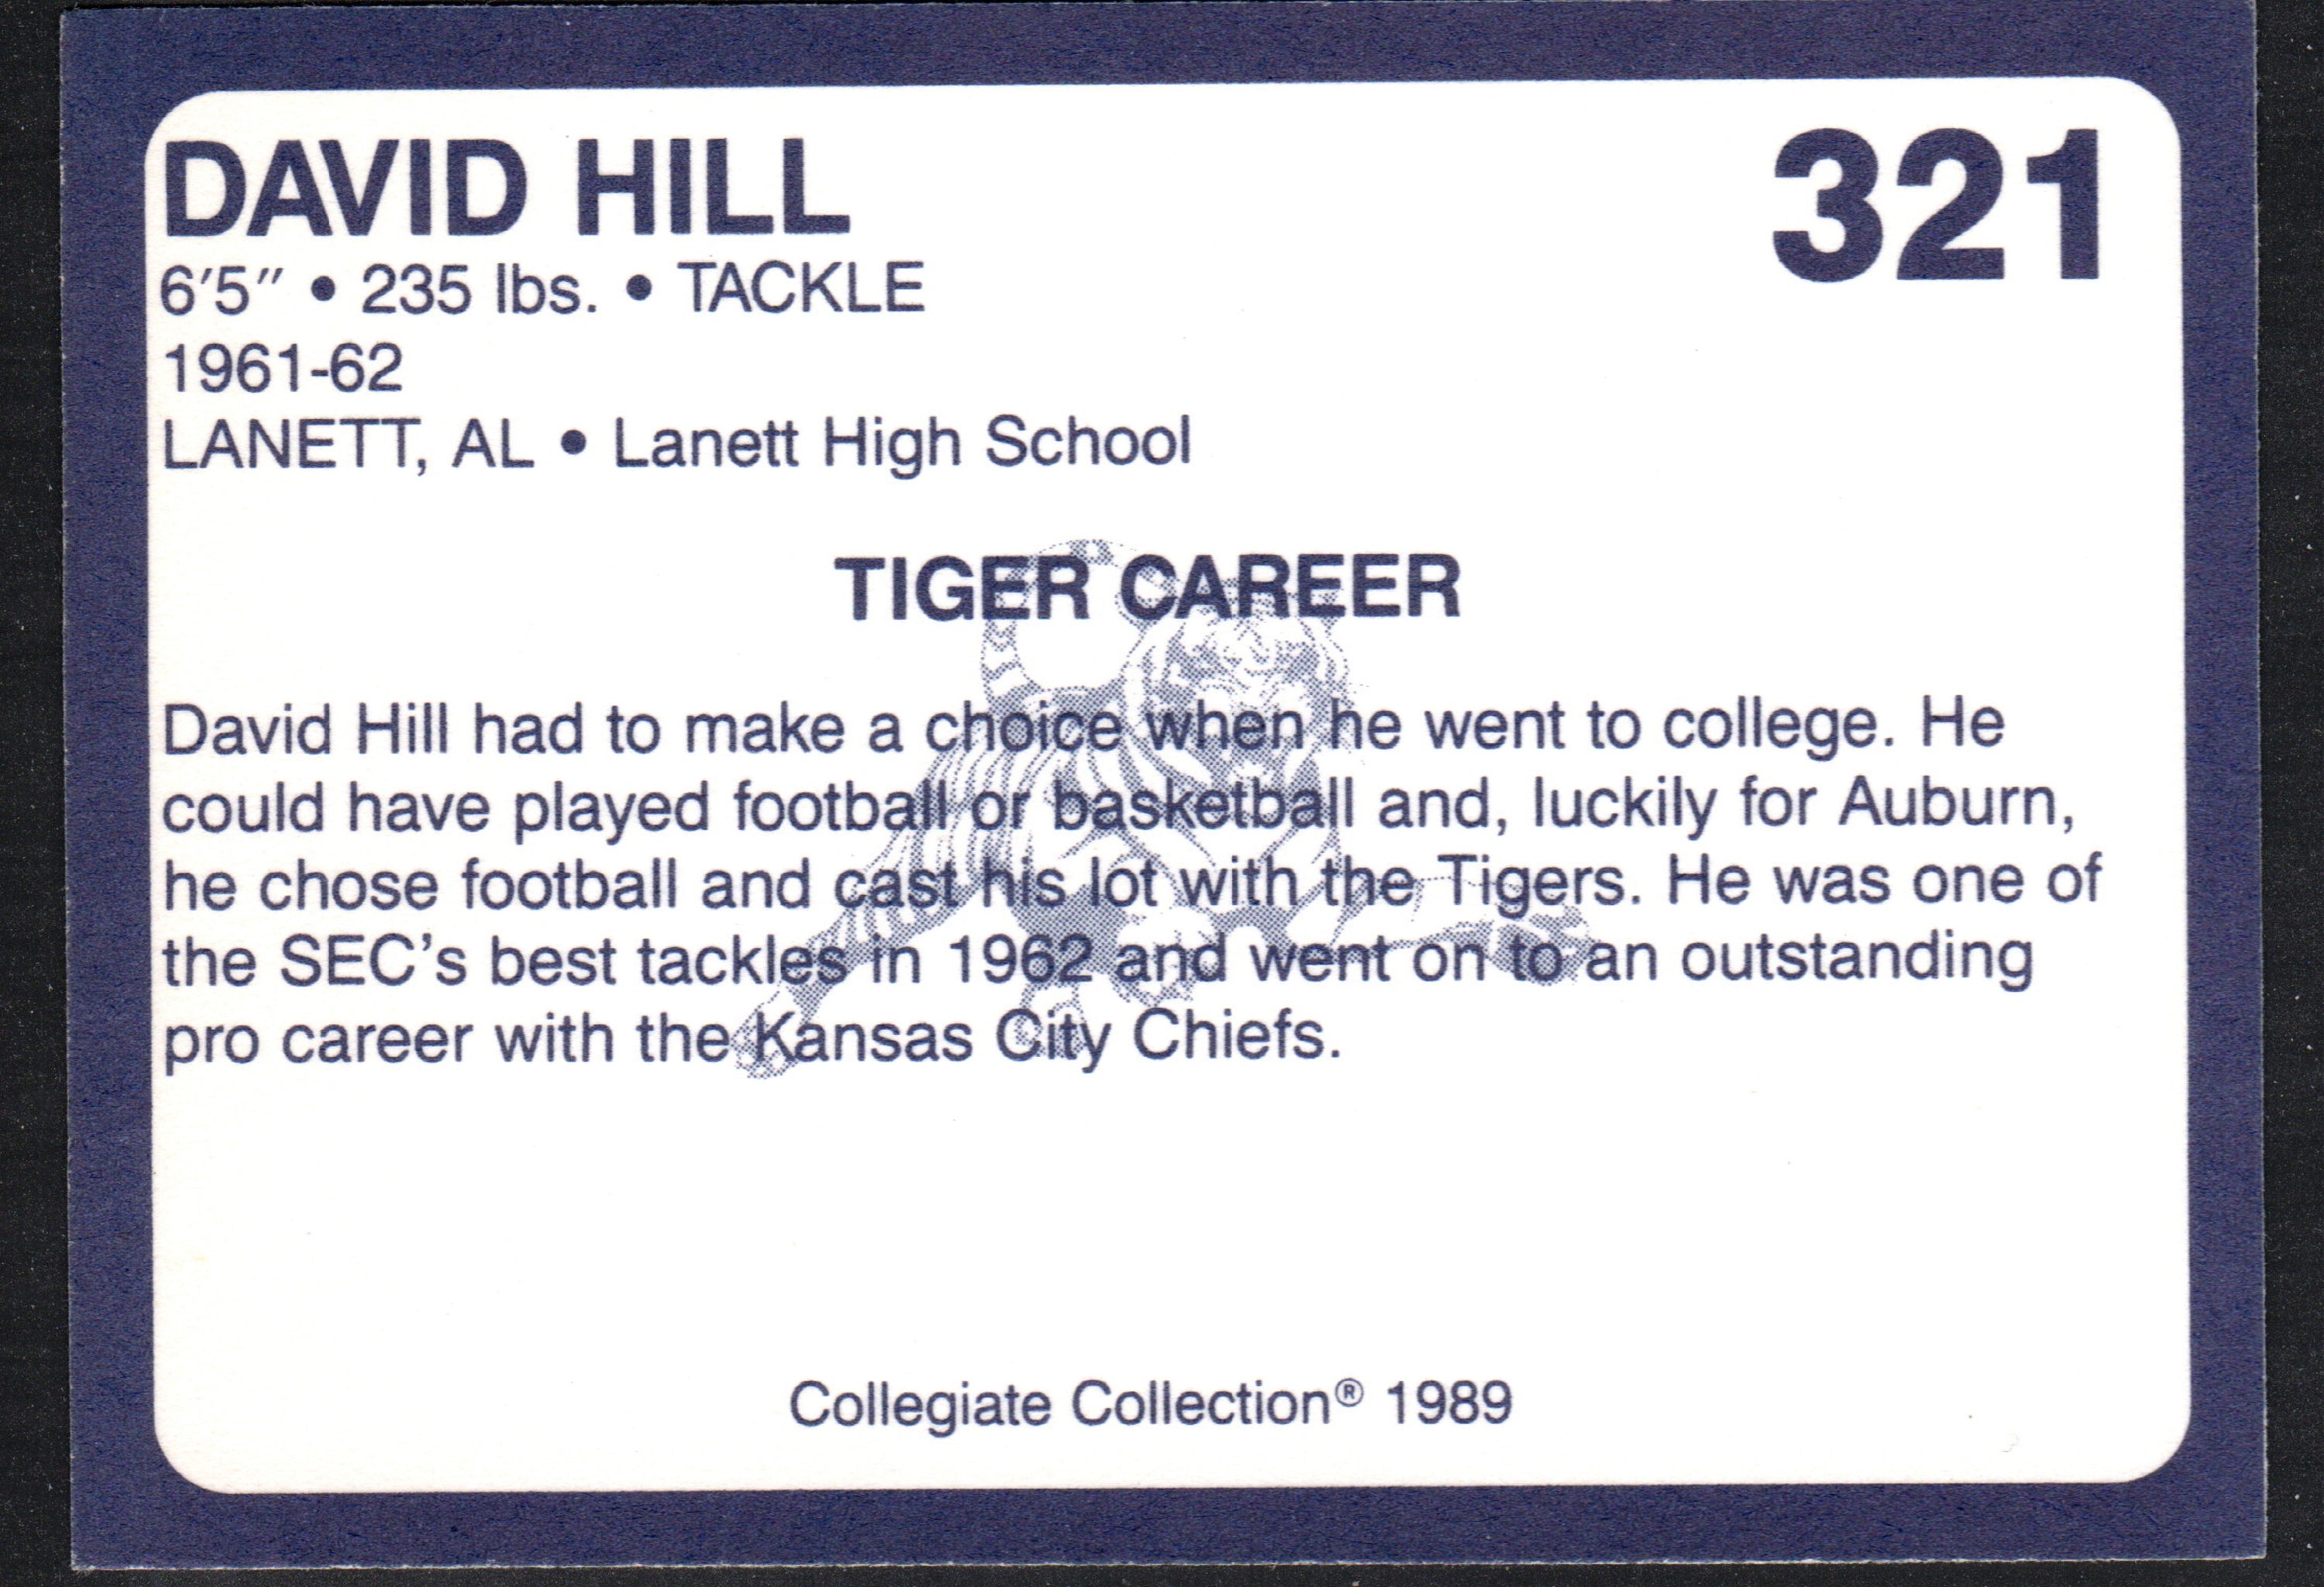 DAVID HILL
321
6'5" • 235 lbs. • TACKLE
1961-62
LANETT, AL • Lanett High School
TIGER CAREER
David Hill had to make a choice when he went to college. He
could have played football or basketball and, luckily for Auburn,
he chose football and cast his lot with the Tigers. He was one of
the SEC's best tackles in 1962 and went on to an outstanding
pro career with the Kansas City Chiefs.
Collegiate Collection® 1989